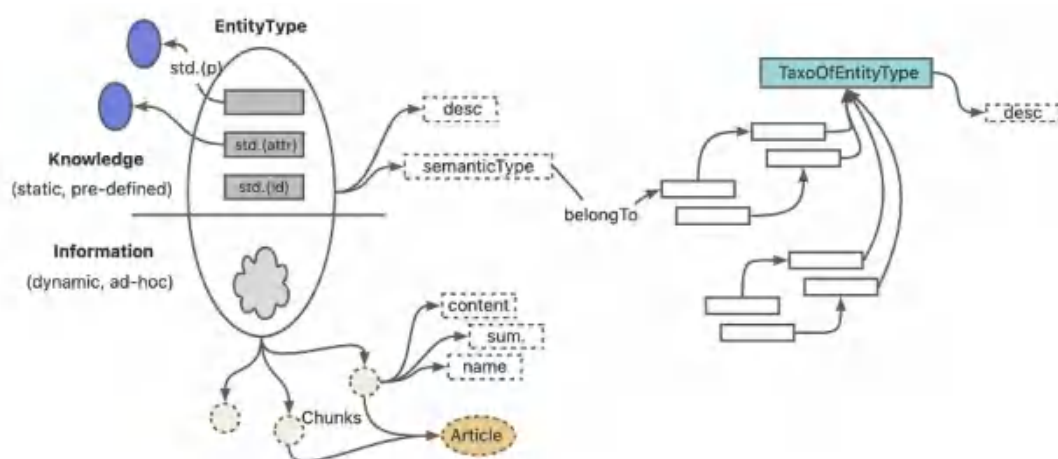 EntityType
std.(p)
std.(attr)
std.(id)
Knowledge
(static, pre-defined)
Information
(dynamic, ad-hoc)
desc
semanticType
belongTo
TaxoOfEntityType
desc
content
sum.
name
Chunks
Article